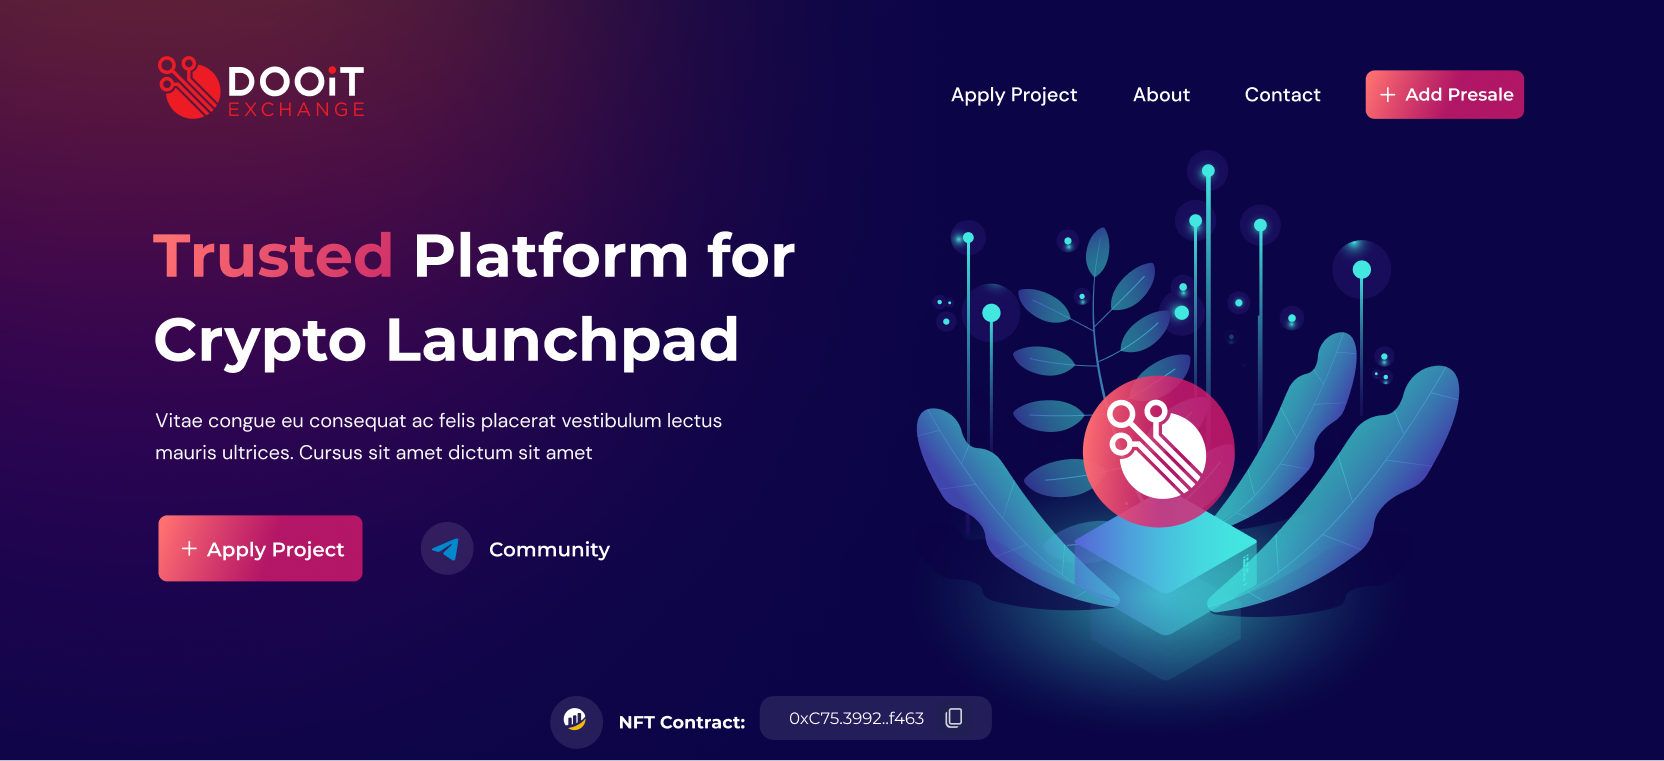 DOOiT
EXCHANGE
Apply Project
About
Contact
+ Add Presale
Trusted Platform for
Crypto Launchpad
Vitae congue eu consequat ac felis placerat vestibulum lectus
mauris ultrices. Cursus sit amet dictum sit amet
+ Apply Project
Community
NFT Contract:
0xC75.3992..f463